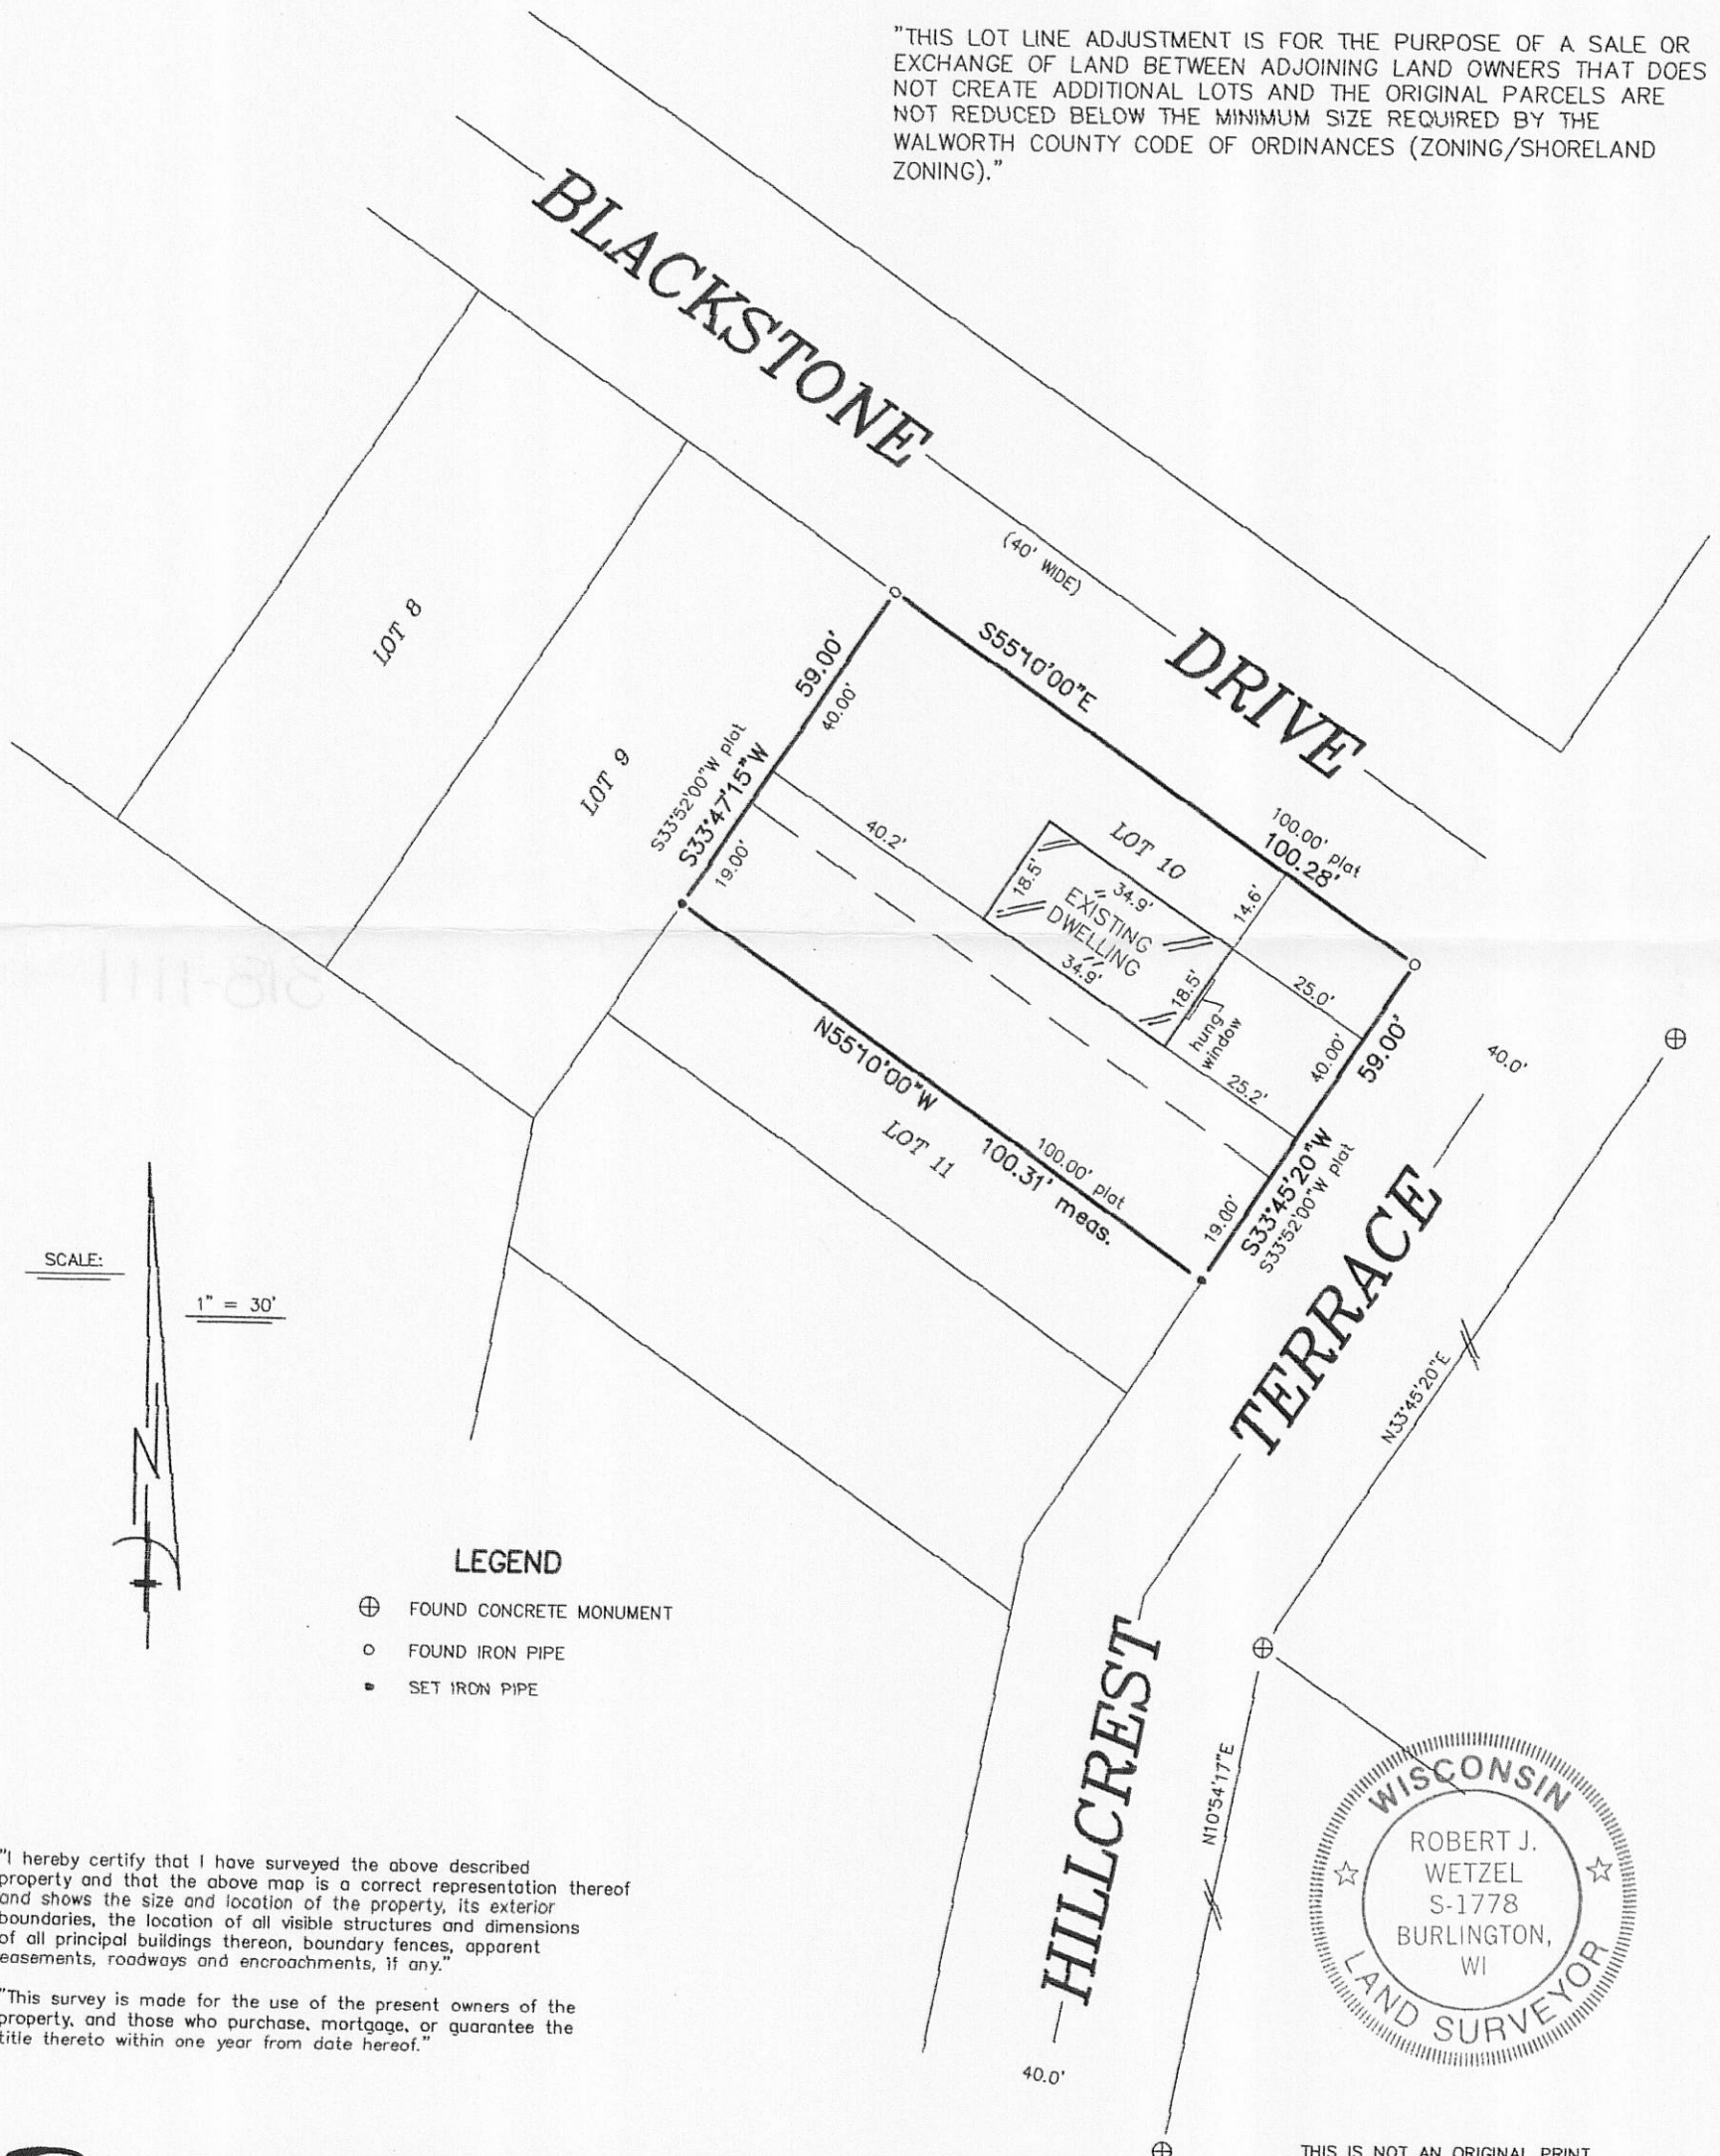 "THIS LOT LINE ADJUSTMENT IS FOR THE PURPOSE OF A SALE OR
EXCHANGE OF LAND BETWEEN ADJOINING LAND OWNERS THAT DOES
NOT CREATE ADDITIONAL LOTS AND THE ORIGINAL PARCELS ARE
NOT REDUCED BELOW THE MINIMUM SIZE REQUIRED BY THE
WALWORTH COUNTY CODE OF ORDINANCES (ZONING/SHORELAND
ZONING)."
BLACKSTONE
(40' WIDE)
DRIVE
LOT 8
LOT 9
59.00'
40.00'
S33°52'00"W plat
S33°47'15"W
19.00'
S55°10'00"E
100.00' plat
100.28'
LOT 10
40.2'
18.5'
34.9'
EXISTING
DWELLING
34.9'
14.6'
18.5'
hung
window
25.0'
25.2'
40.00'
59.00'
40.0'
N55°10'00"W
LOT 11
100.00' plat
100.31' meas.
19.00'
S33°45'20"W
S33°52'00"W plat
TERRACE
N33°45'20"E
SCALE:
1" = 30'
N
LEGEND
FOUND CONCRETE MONUMENT
FOUND IRON PIPE
SET IRON PIPE
HILLCREST
N10°54'17"E
40.0'
WISCONSIN
ROBERT J.
WETZEL
S-1778
BURLINGTON,
WI
LAND SURVEYOR
"I hereby certify that I have surveyed the above described
property and that the above map is a correct representation thereof
and shows the size and location of the property, its exterior
boundaries, the location of all visible structures and dimensions
of all principal buildings thereon, boundary fences, apparent
easements, roadways and encroachments, if any."
"This survey is made for the use of the present owners of the
property, and those who purchase, mortgage, or guarantee the
title thereto within one year from date hereof."
THIS IS NOT AN ORIGINAL PRINT